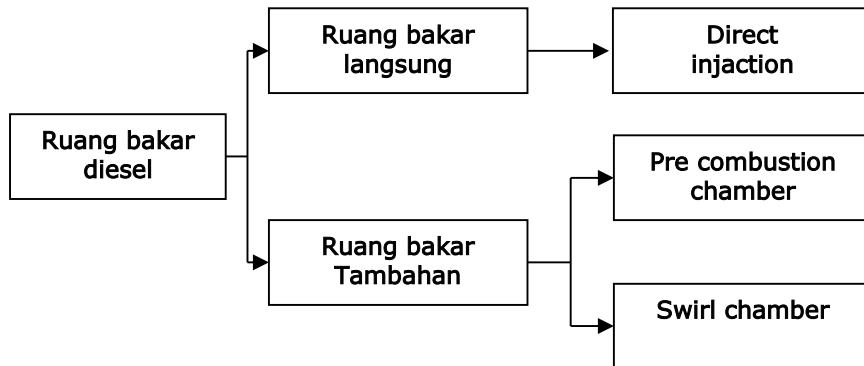 Ruang bakar
diesel
Ruang bakar
langsung
Direct
injaction
Ruang bakar
Tambahan
Pre combustion
chamber
Swirl chamber